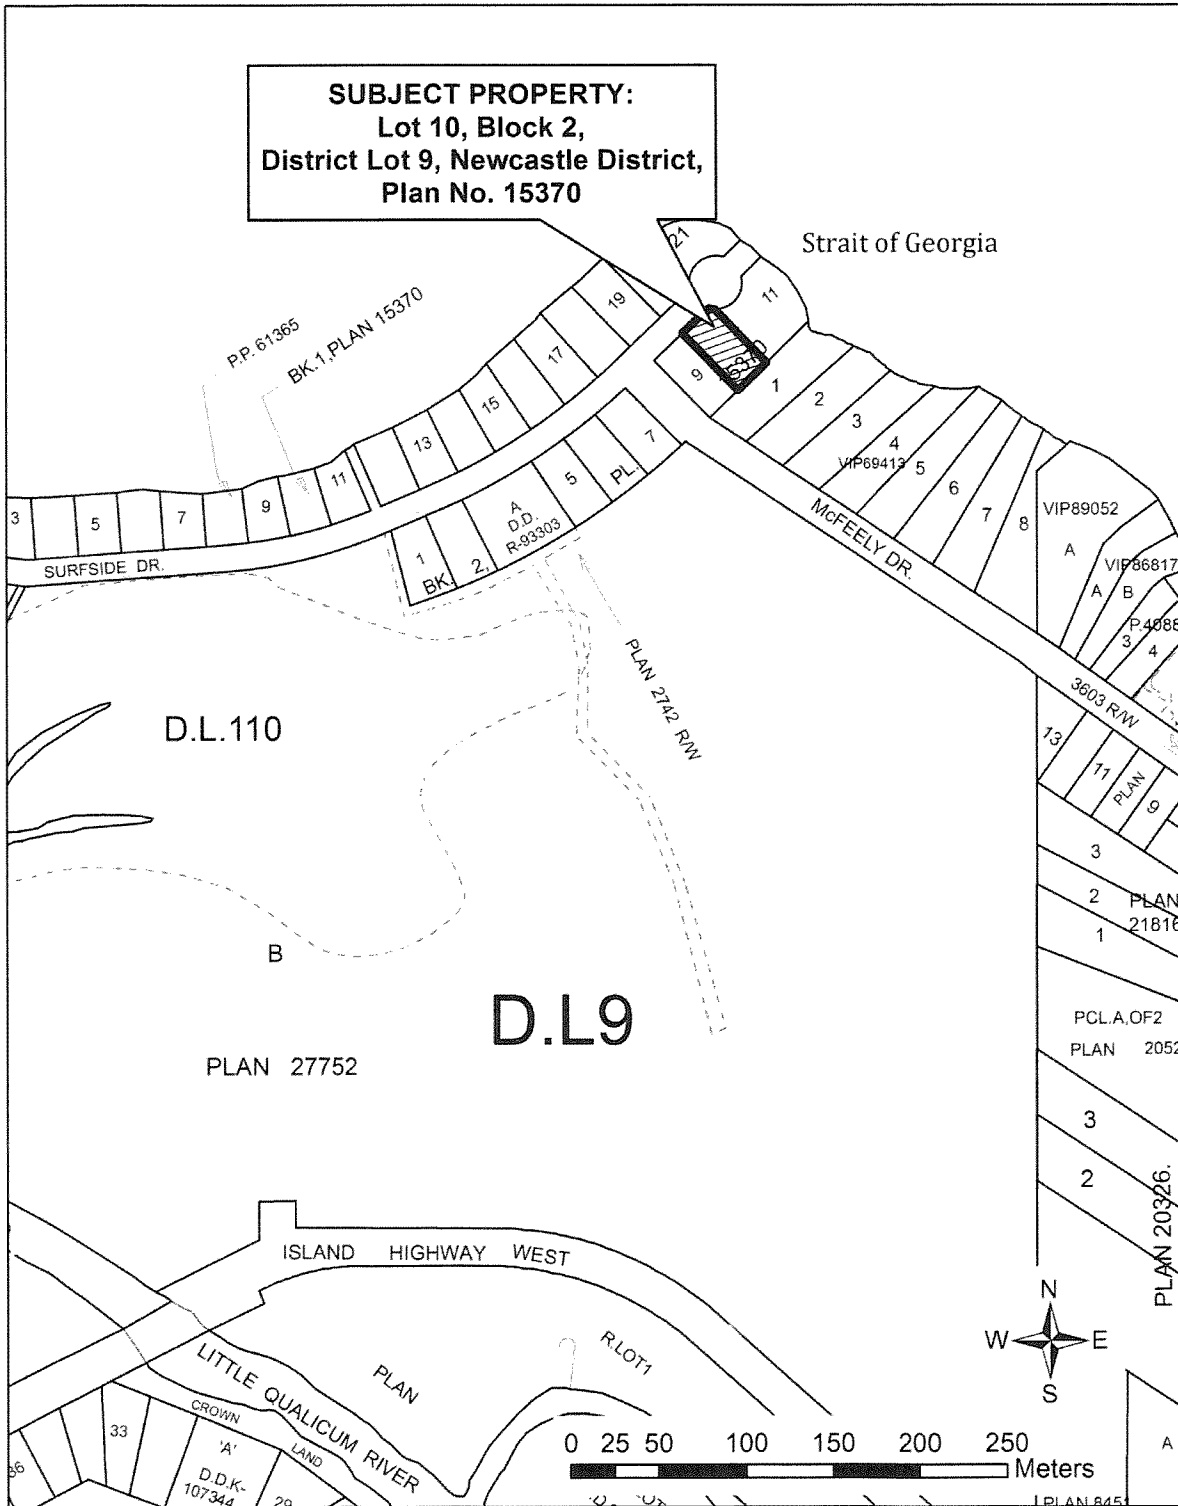 SUBJECT PROPERTY:
Lot 10, Block 2,
District Lot 9, Newcastle District,
Plan No. 15370
Strait of Georgia
21
11
19
17
15
13
11
9
7
5
3
P.P. 61365
BK.1,PLAN 15370
9
1
2
3
4
VIP69413
5
6
7
8
VIP89052
A
VIP86817
A
B
3
4
7
PL.
5
A
D.D.
R-93303
2,
BK.
1
SURFSIDE DR.
McFEELY DR.
3603 R/W
PLAN 2742 R/W
13
11
PLAN
9
D.L.110
3
2
PLAN
21816
1
B
D.L9
PCL.A,OF2
PLAN 2052
PLAN 27752
3
2
PLAN 20326.
ISLAND HIGHWAY WEST
N
W
E
S
R.LOT1
PLAN
LITTLE QUALICUM RIVER
CROWN
LAND
33
36
'A'
D.D.K-
107344
29
0 25 50 100 150 200 250
Meters
A
PLAN 845